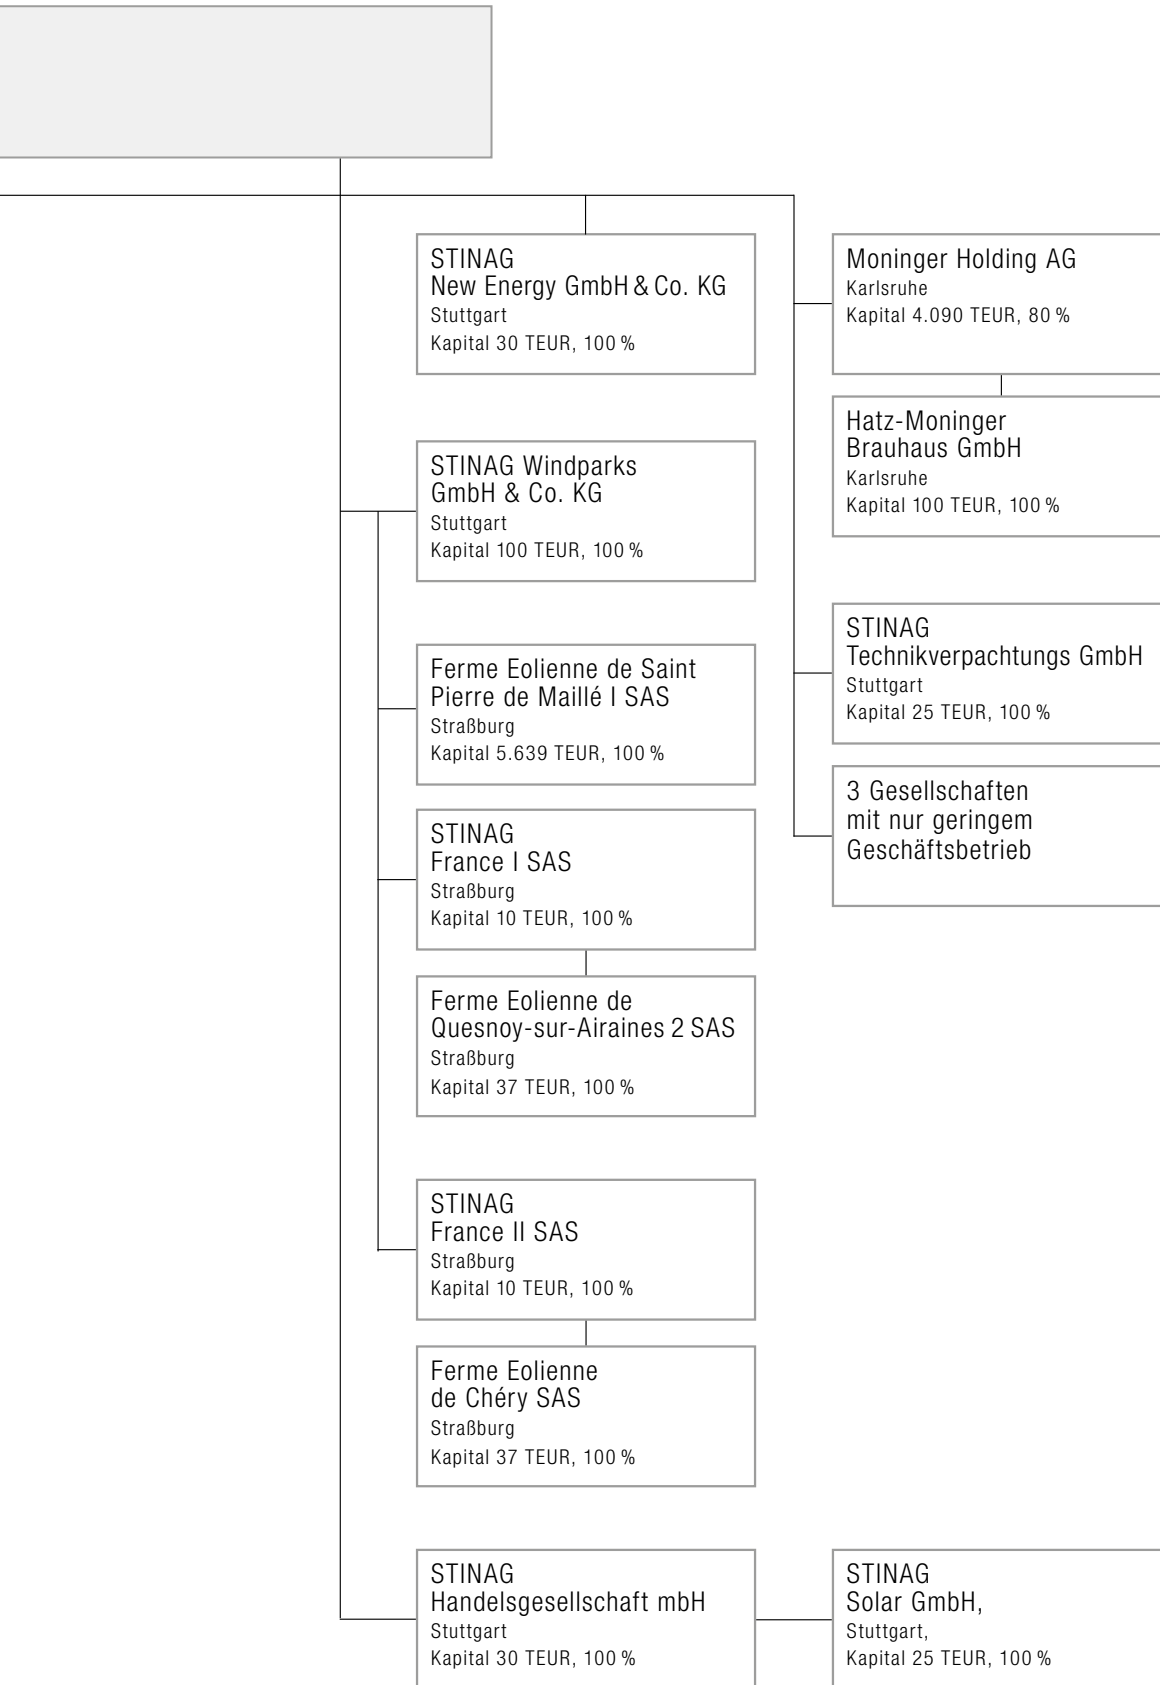 STINAG
New Energy GmbH & Co. KG
Stuttgart
Kapital 30 TEUR, 100 %
STINAG Windparks
GmbH & Co. KG
Stuttgart
Kapital 100 TEUR, 100 %
Ferme Eolienne de Saint
Pierre de Maillé I SAS
Straßburg
Kapital 5.639 TEUR, 100 %
STINAG
France I SAS
Straßburg
Kapital 10 TEUR, 100 %
Ferme Eolienne de
Quesnoy-sur-Airaines 2 SAS
Straßburg
Kapital 37 TEUR, 100 %
STINAG
France II SAS
Straßburg
Kapital 10 TEUR, 100 %
Ferme Eolienne
de Chéry SAS
Straßburg
Kapital 37 TEUR, 100 %
STINAG
Handelsgesellschaft mbH
Stuttgart
Kapital 30 TEUR, 100 %
Moninger Holding AG
Karlsruhe
Kapital 4.090 TEUR, 80 %
Hatz-Moninger
Brauhaus GmbH
Karlsruhe
Kapital 100 TEUR, 100 %
STINAG
Technikverpachtungs GmbH
Stuttgart
Kapital 25 TEUR, 100 %
3 Gesellschaften
mit nur geringem
Geschäftsbetrieb
STINAG
Solar GmbH,
Stuttgart,
Kapital 25 TEUR, 100 %